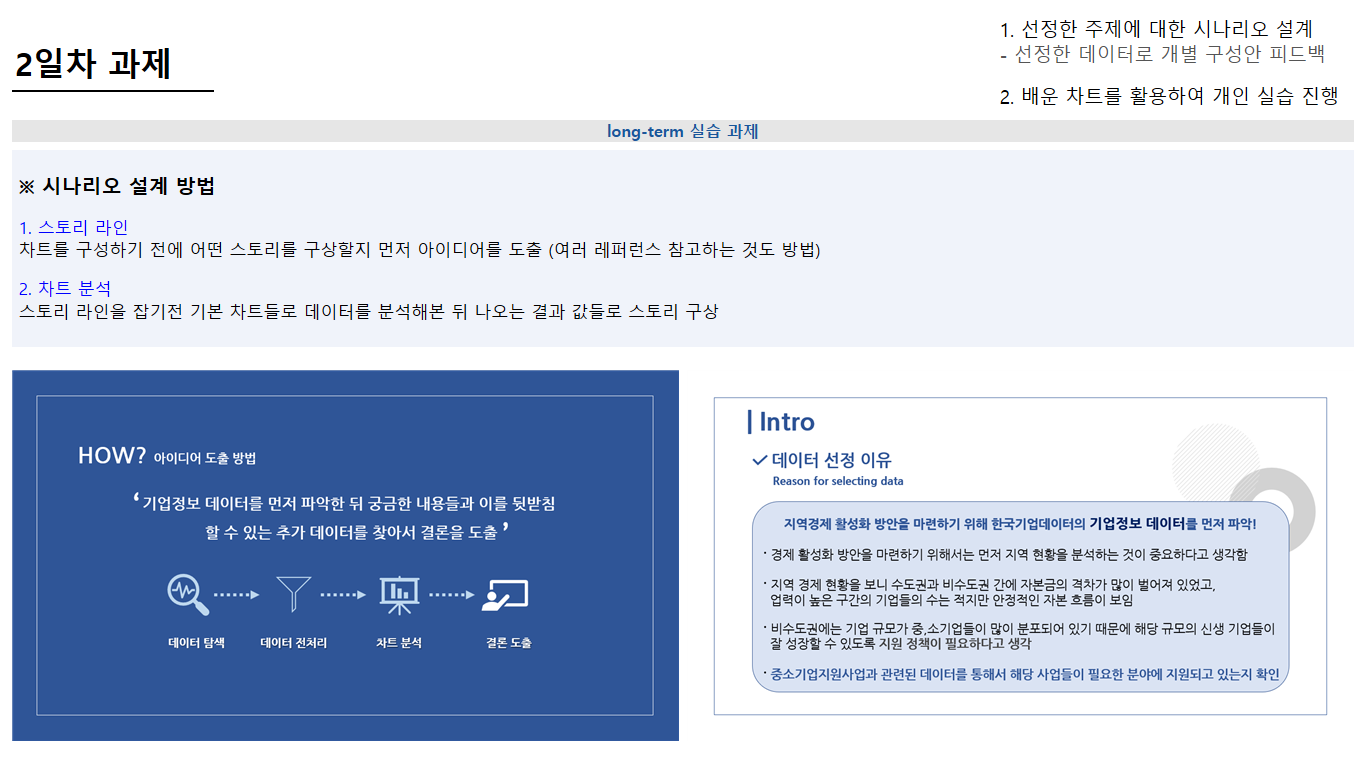 2일차 과제
1. 선정한 주제에 대한 시나리오 설계
- 선정한 데이터로 개별 구성안 피드백
2. 배운 차트를 활용하여 개인 실습 진행
long-term 실습 과제
※ 시나리오 설계 방법
1. 스토리 라인
차트를 구성하기 전에 어떤 스토리를 구상할지 먼저 아이디어를 도출 (여러 레퍼런스 참고하는 것도 방법)
2. 차트 분석
스토리 라인을 잡기전 기본 차트들로 데이터를 분석해본 뒤 나오는 결과 값들로 스토리 구상
HOW? 아이디어 도출 방법
‘ 기업정보 데이터를 먼저 파악한 뒤 궁금한 내용들과 이를 뒷받침
할 수 있는 추가 데이터를 찾아서 결론을 도출 ’
데이터 탐색 데이터 전처리 차트 분석 결론 도출
| Intro
✓ 데이터 선정 이유
Reason for selecting data
지역경제 활성화 방안을 마련하기 위해 한국기업데이터의 기업정보 데이터를 먼저 파악!
· 경제 활성화 방안을 마련하기 위해서는 먼저 지역 현황을 분석하는 것이 중요하다고 생각함
· 지역 경제 현황을 보니 수도권과 비수도권 간에 자본금의 격차가 많이 벌어져 있었고,
업력이 높은 구간의 기업들의 수는 적지만 안정적인 자본 흐름이 보임
· 비수도권에는 기업 규모가 중,소기업들이 많이 분포되어 있기 때문에 해당 규모의 신생 기업들이
잘 성장할 수 있도록 지원 정책이 필요하다고 생각
· 중소기업지원사업과 관련된 데이터를 통해서 해당 사업들이 필요한 분야에 지원되고 있는지 확인